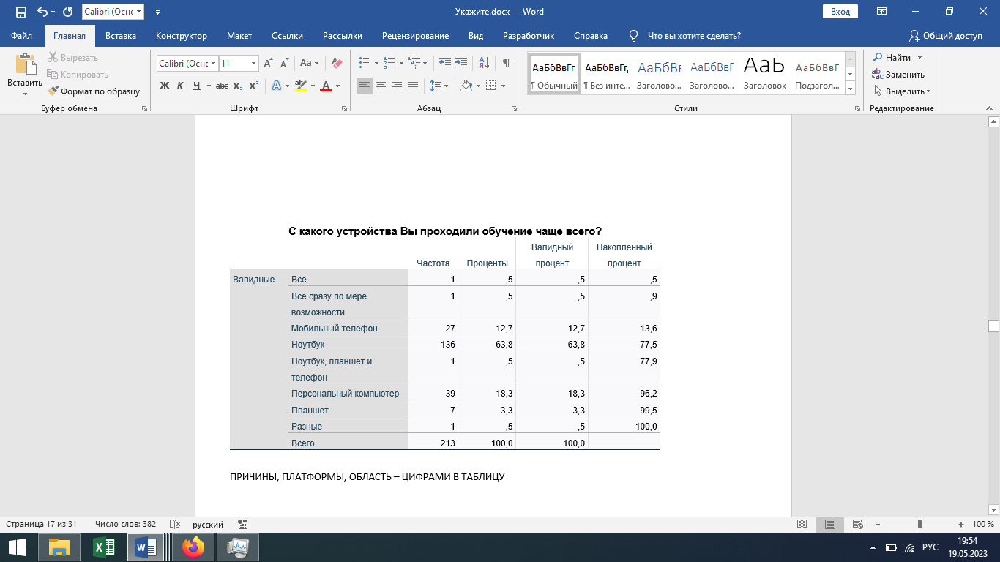 Calibri (Оснс
Укажите.docx - Word
Вход
Файл Главная Вставка Конструктор Макет Ссылки Рассылки Рецензирование Вид Разработчик Справка Что вы хотите сделать? Общий доступ
Вставить
Вырезать
Копировать
Формат по образцу
Буфер обмена
Calibri (Оснс 11
Ж К Ч abc x₂ x²
Шрифт
Абзац
АаБбВвГг, АаБбВвГг, АаБбВв АаБбВвГ АаБ АаБбВвГ
¶ Обычный ¶ Без инте... Заголово... Заголово... Заголовок Подзагол...
Стили
Найти
Заменить
Выделить
Редактирование
С какого устройства Вы проходили обучение чаще всего?
Частота Проценты Валидный процент Накопленный процент
Валидные Все 1 ,5 ,5 ,5
Все сразу по мере возможности 1 ,5 ,5 ,9
Мобильный телефон 27 12,7 12,7 13,6
Ноутбук 136 63,8 63,8 77,5
Ноутбук, планшет и телефон 1 ,5 ,5 77,9
Персональный компьютер 39 18,3 18,3 96,2
Планшет 7 3,3 3,3 99,5
Разные 1 ,5 ,5 100,0
Всего 213 100,0 100,0
ПРИЧИНЫ, ПЛАТФОРМЫ, ОБЛАСТЬ – ЦИФРАМИ В ТАБЛИЦУ
Страница 17 из 31 Число слов: 382 русский 100 %
РУС
19:54
19.05.2023